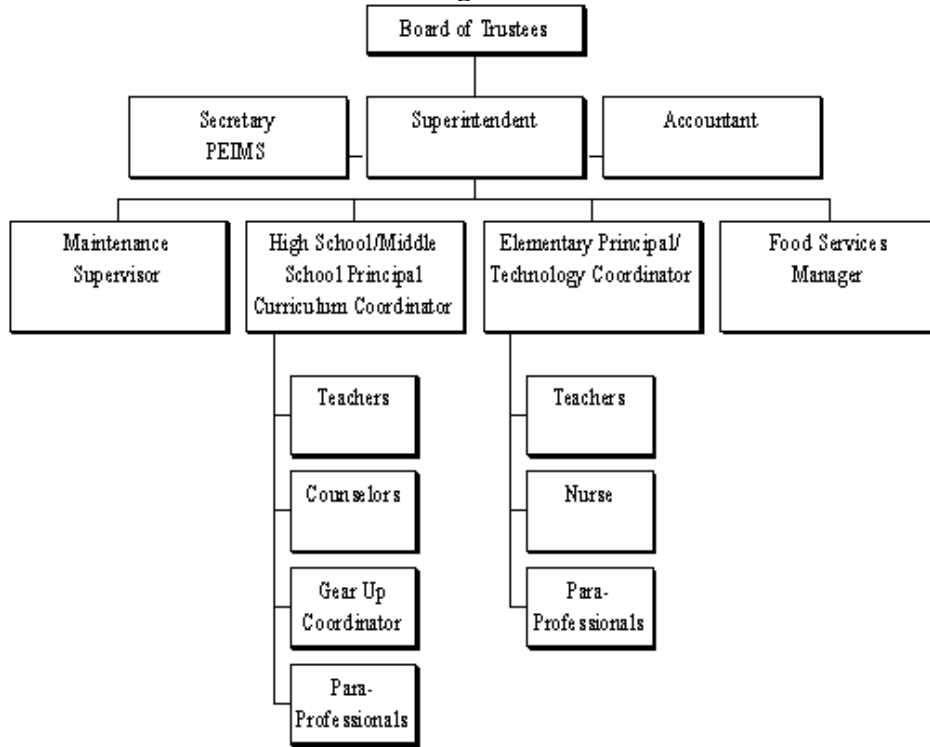 Board of Trustees
Secretary
PEIMS
Superintendent
Accountant
Maintenance
Supervisor
High School/Middle
School Principal
Curriculum Coordinator
Elementary Principal/
Technology Coordinator
Food Services
Manager
Teachers
Counselors
Gear Up
Coordinator
Para-
Professionals
Teachers
Nurse
Para-
Professionals